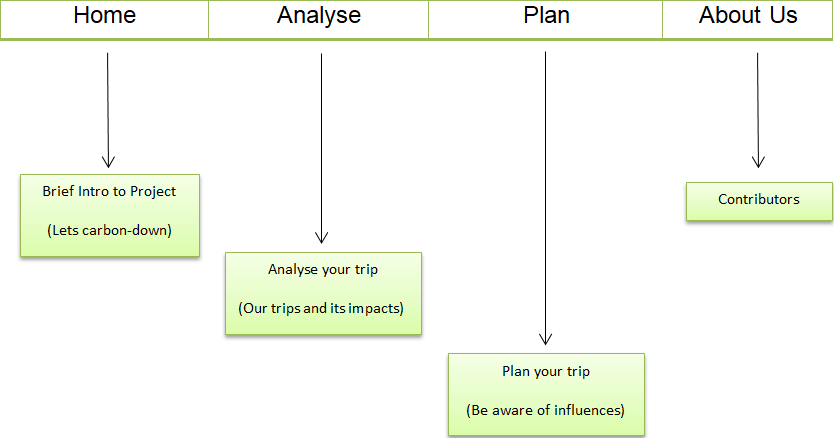 Home
Analyse
Plan
About Us
Brief Intro to Project
(Lets carbon-down)
Analyse your trip
(Our trips and its impacts)
Plan your trip
(Be aware of influences)
Contributors